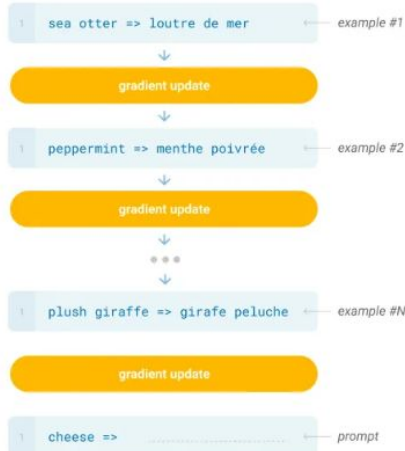 1 sea otter => loutre de mer ← example #1
gradient update
1 peppermint => menthe poivrée ← example #2
gradient update
1 plush giraffe => girafe peluche ← example #N
gradient update
1 cheese => .................... ← prompt